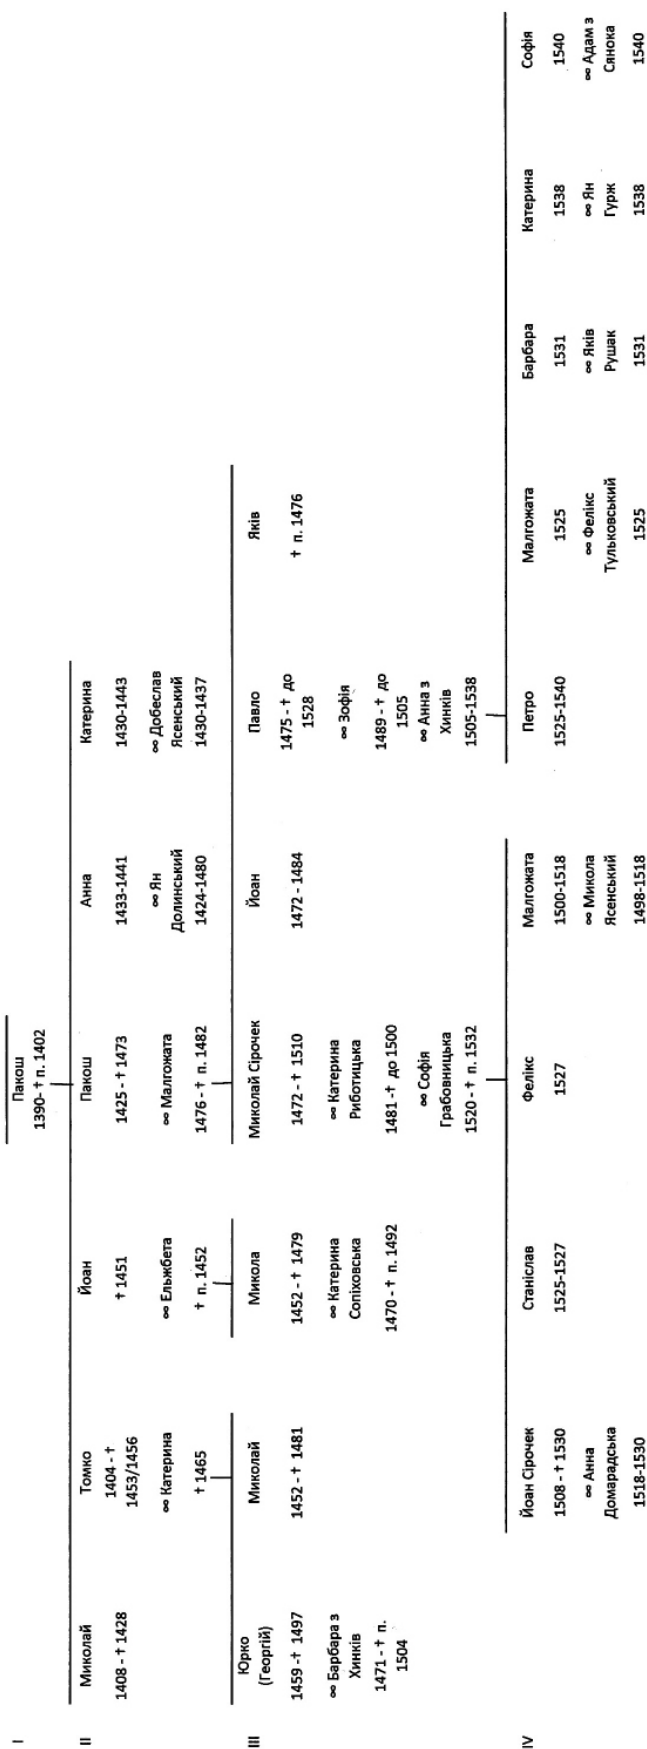 I
Пакош
1390- † п. 1402
II
Миколай
1408 - † 1428
Томко
1404 - †
1453/1456
∞ Катерина
† 1465
Йоан
† 1451
∞ Ельжбета
† п. 1452
Пакош
1425 - † 1473
∞ Малгожата
1476 - † п. 1482
Анна
1433-1441
∞ Ян
Долинський
1424-1480
Катерина
1430-1443
∞ Добеслав
Ясенський
1430-1437
III
Юрко
(Георгій)
1459 -† 1497
∞ Барбара з
Хинків
1471 - † п.
1504
Миколай
1452 - † 1481
Микола
1452 - † 1479
∞ Катерина
Сопіховська
1470 - † п. 1492
Миколай Сірочек
1472 - † 1510
∞ Катерина
Риботицька
1481 -† до 1500
∞ Софія
Грабовницька
1520 - † п. 1532
Йоан
1472 - 1484
Павло
1475 - † до
1528
∞ Зофія
1489 - † до
1505
∞ Анна з
Хинків
1505-1538
Яків
† п. 1476
IV
Йоан Сірочек
1508 - † 1530
∞ Анна
Домарадська
1518-1530
Станіслав
1525-1527
Фелікс
1527
Малгожата
1500-1518
∞ Микола
Ясенський
1498-1518
Петро
1525-1540
Малгожата
1525
∞ Фелікс
Тульковський
1525
Барбара
1531
∞ Яків
Рушак
1531
Катерина
1538
∞ Ян
Гурж
1538
Софія
1540
∞ Адам з
Сянока
1540